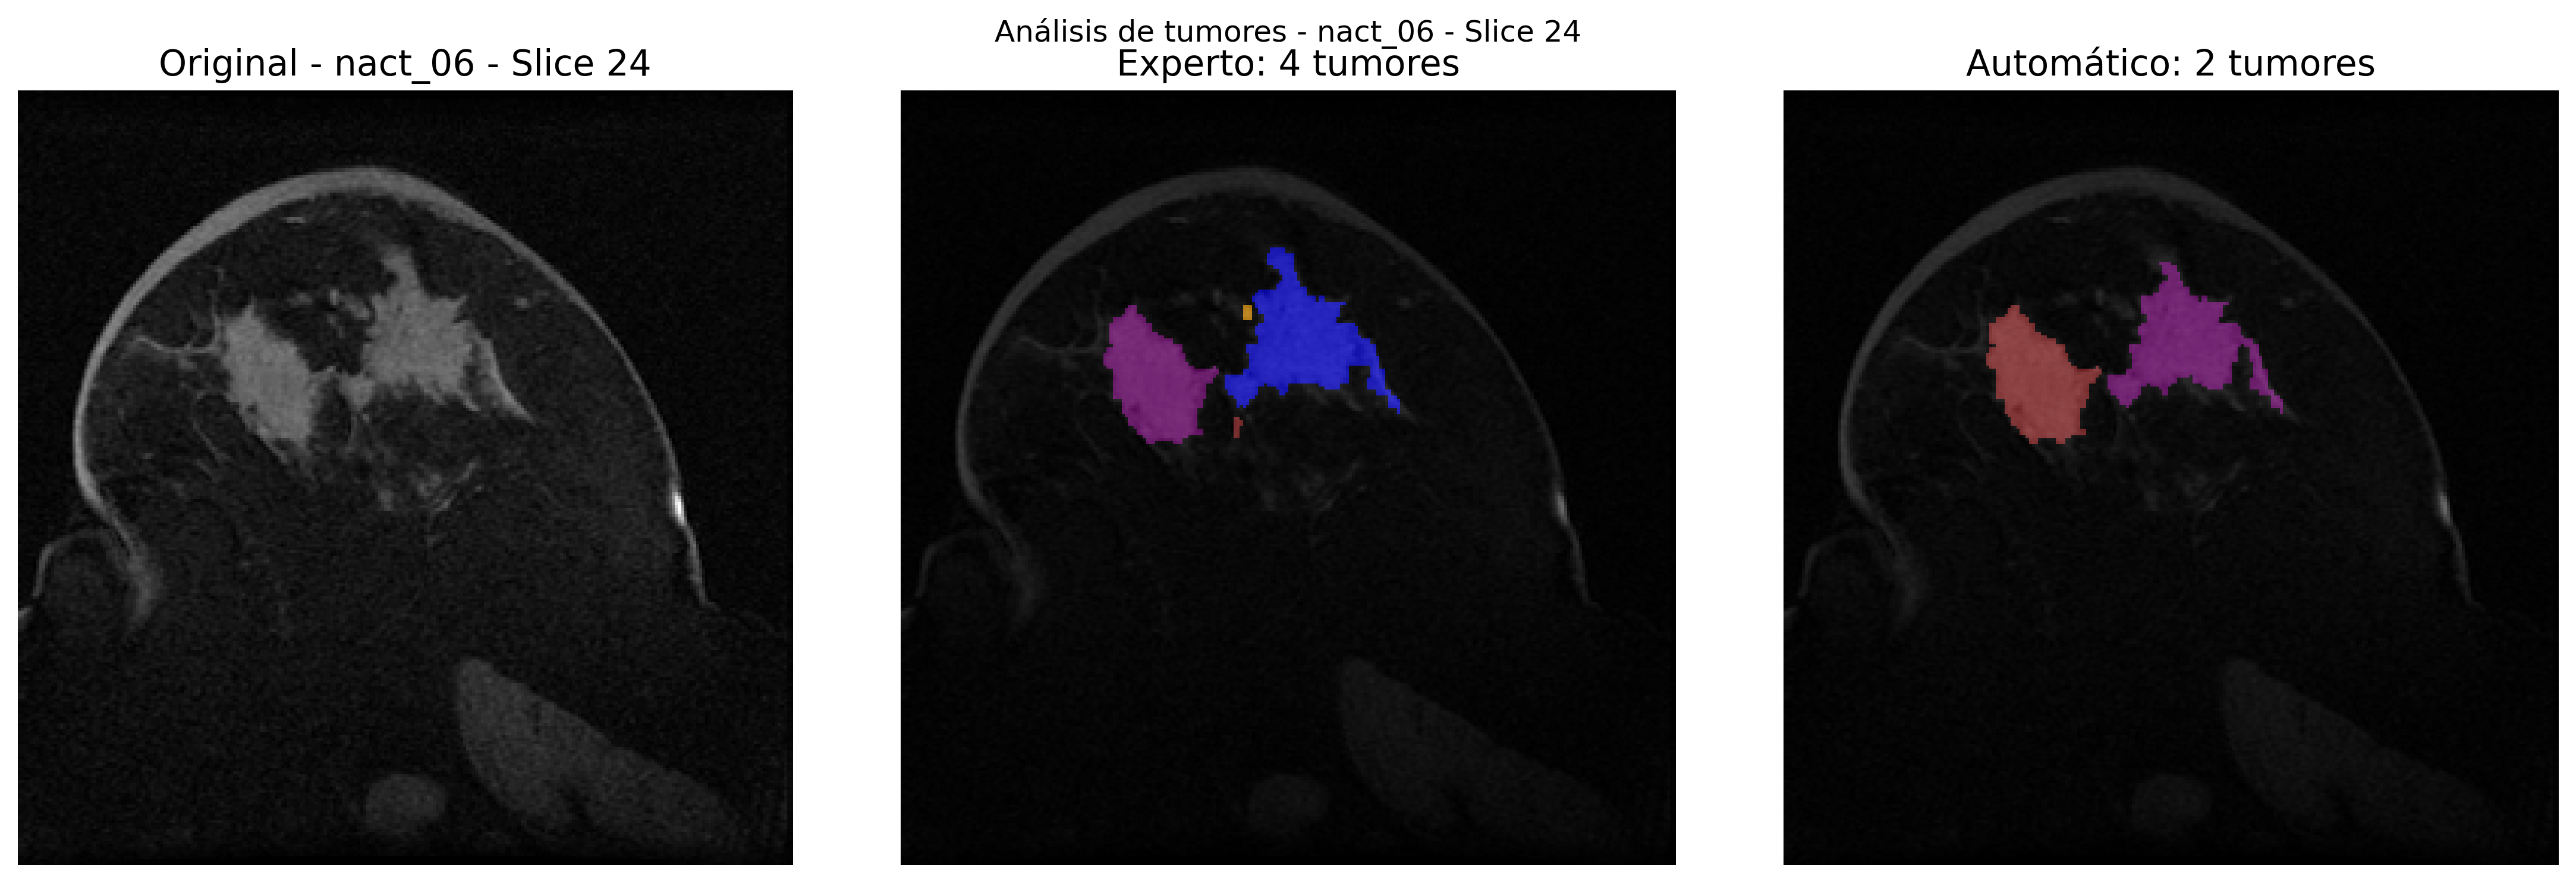 Análisis de tumores - nact_06 - Slice 24
Original - nact_06 - Slice 24
Experto: 4 tumores
Automático: 2 tumores